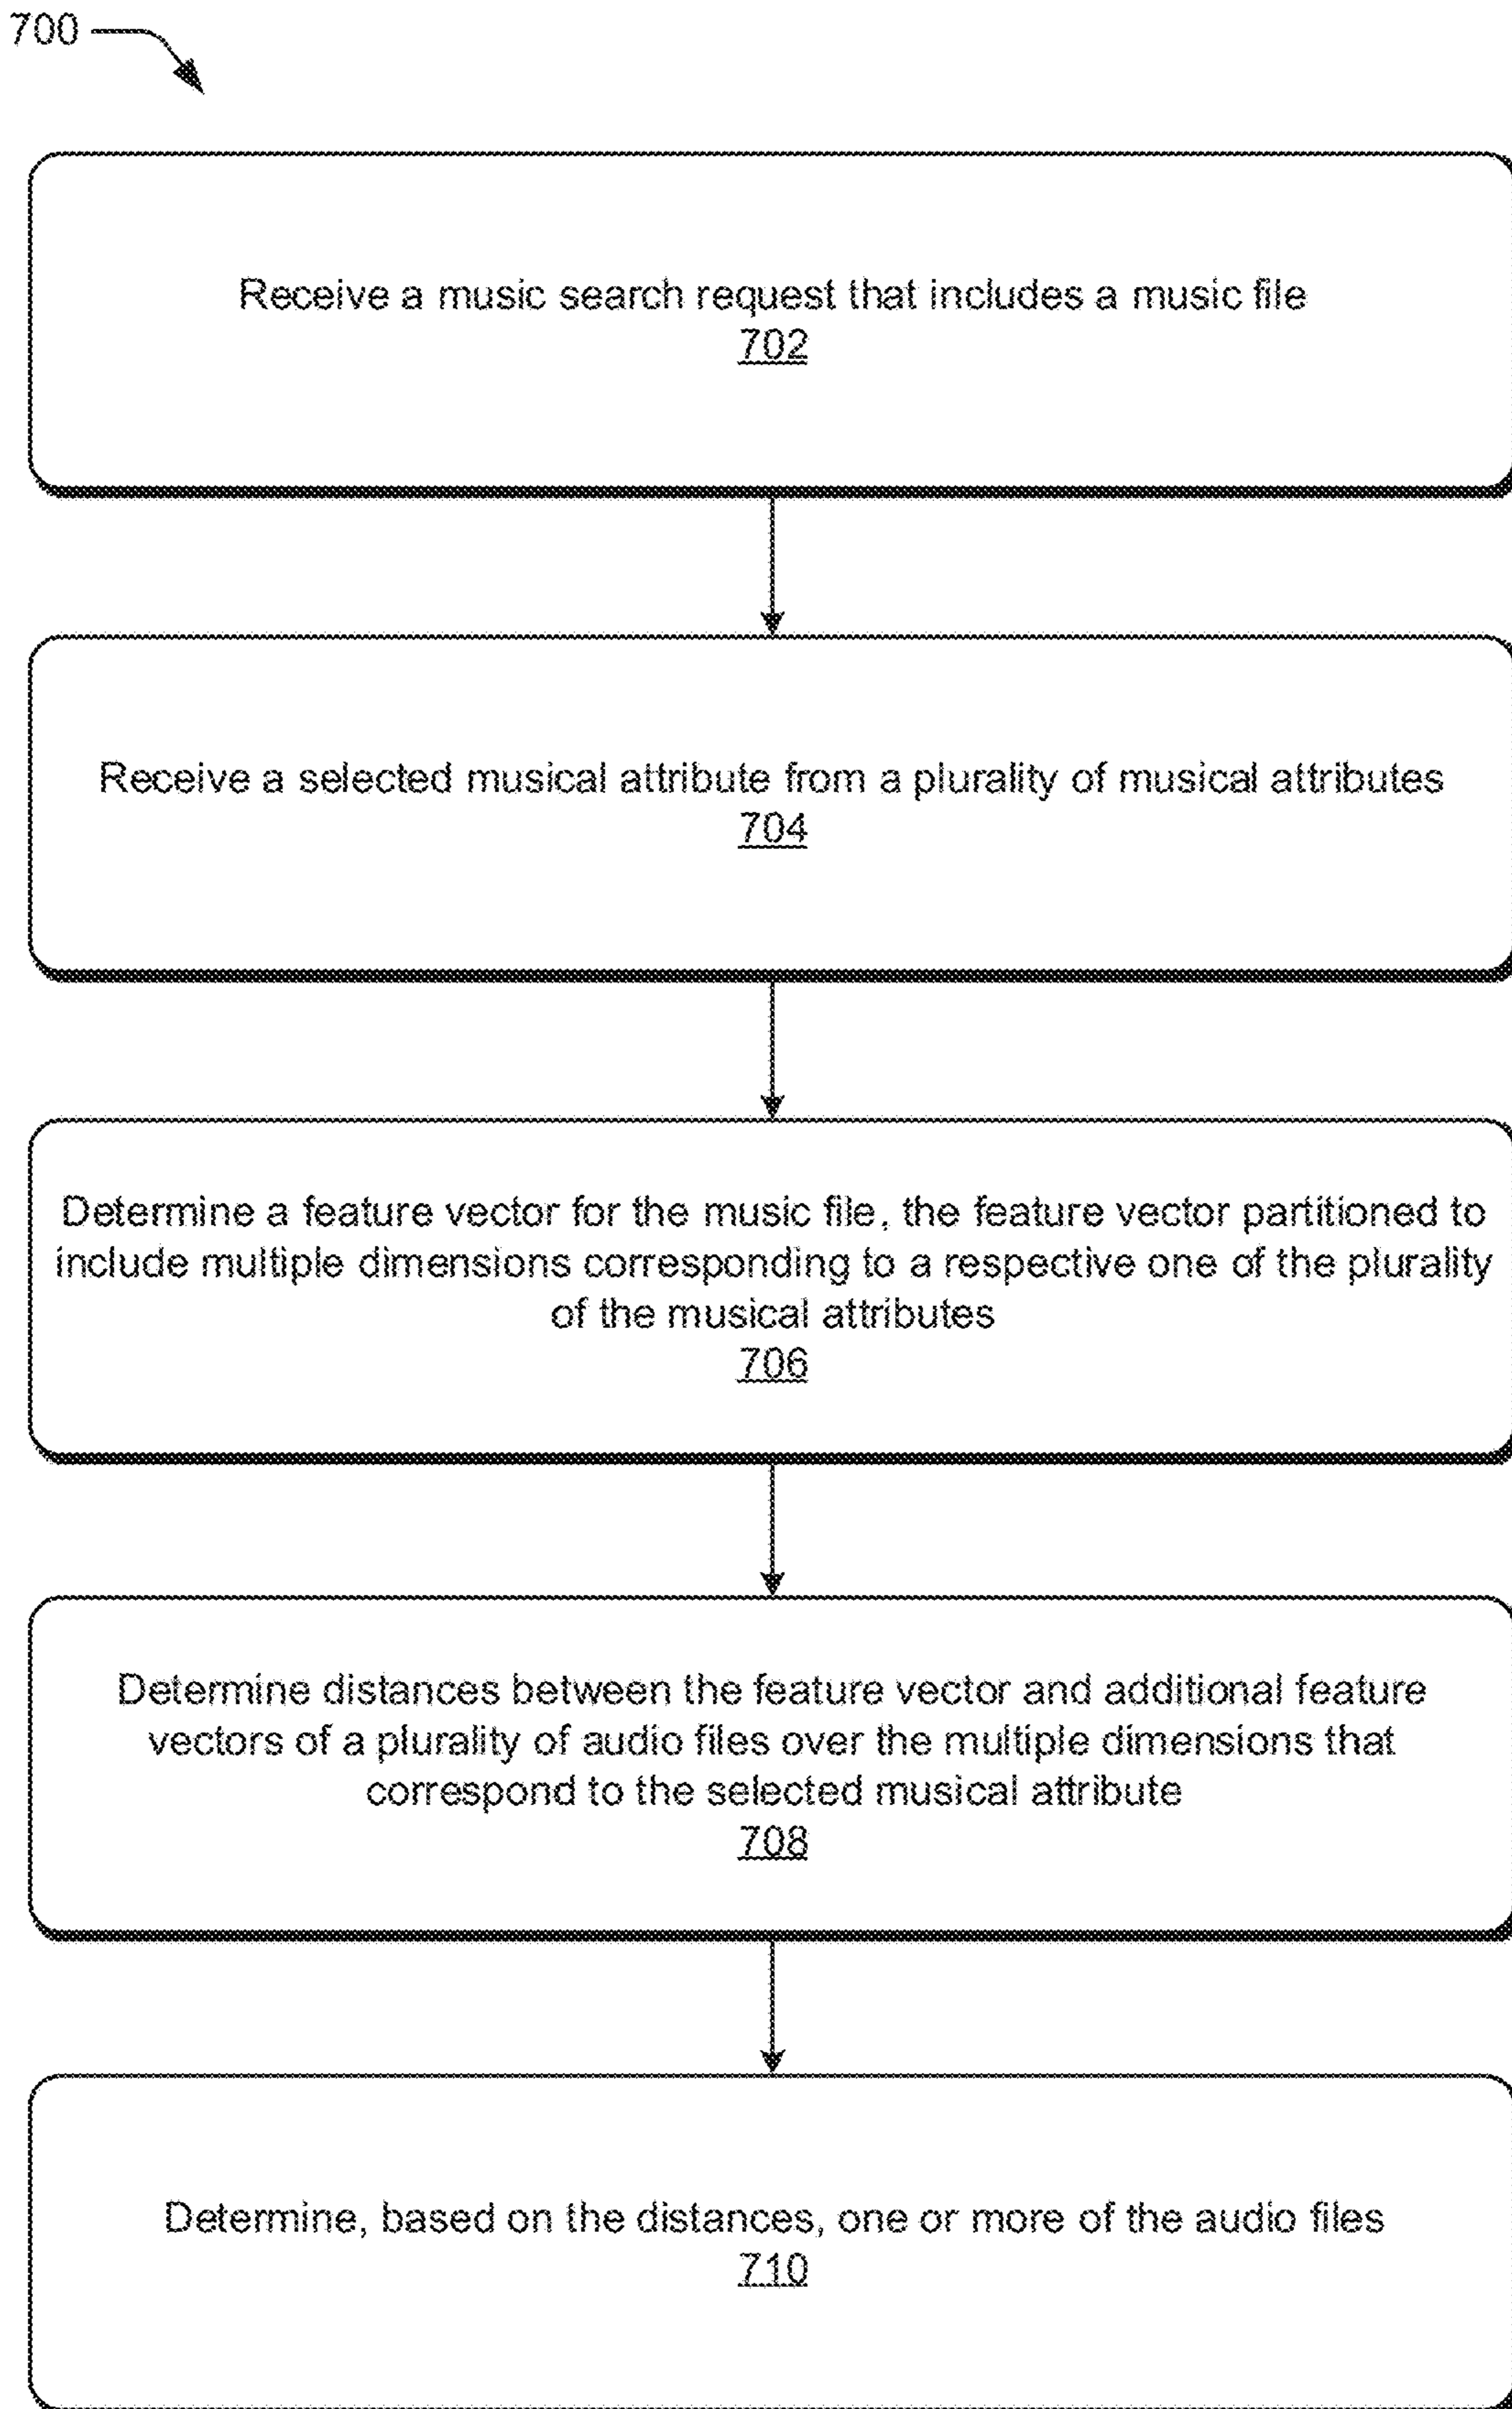 700
Receive a music search request that includes a music file
702
Receive a selected musical attribute from a plurality of musical attributes
704
Determine a feature vector for the music file, the feature vector partitioned to
include multiple dimensions corresponding to a respective one of the plurality
of the musical attributes
706
Determine distances between the feature vector and additional feature
vectors of a plurality of audio files over the multiple dimensions that
correspond to the selected musical attribute
708
Determine, based on the distances, one or more of the audio files
710